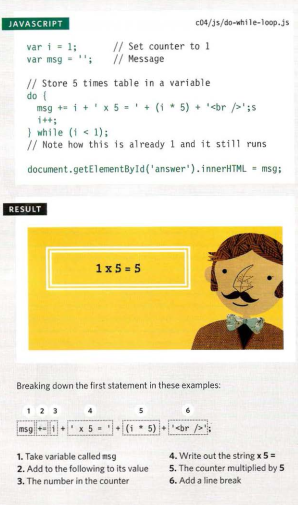 JAVASCRIPT
c04/js/do-while-loop.js
var i = 1; // Set counter to 1
var msg = ''; // Message
// Store 5 times table in a variable
do {
msg += i + ' x 5 = ' + (i * 5) + '<br />';s
i++;
} while (i < 1);
// Note how this is already 1 and it still runs
document.getElementById('answer').innerHTML = msg;
RESULT
1 x 5 = 5
Breaking down the first statement in these examples:
1 2 3 4 5 6
msg += i + ' x 5 = ' + (i * 5) + '<br />';
1. Take variable called msg
2. Add to the following to its value
3. The number in the counter
4. Write out the string x 5 =
5. The counter multiplied by 5
6. Add a line break